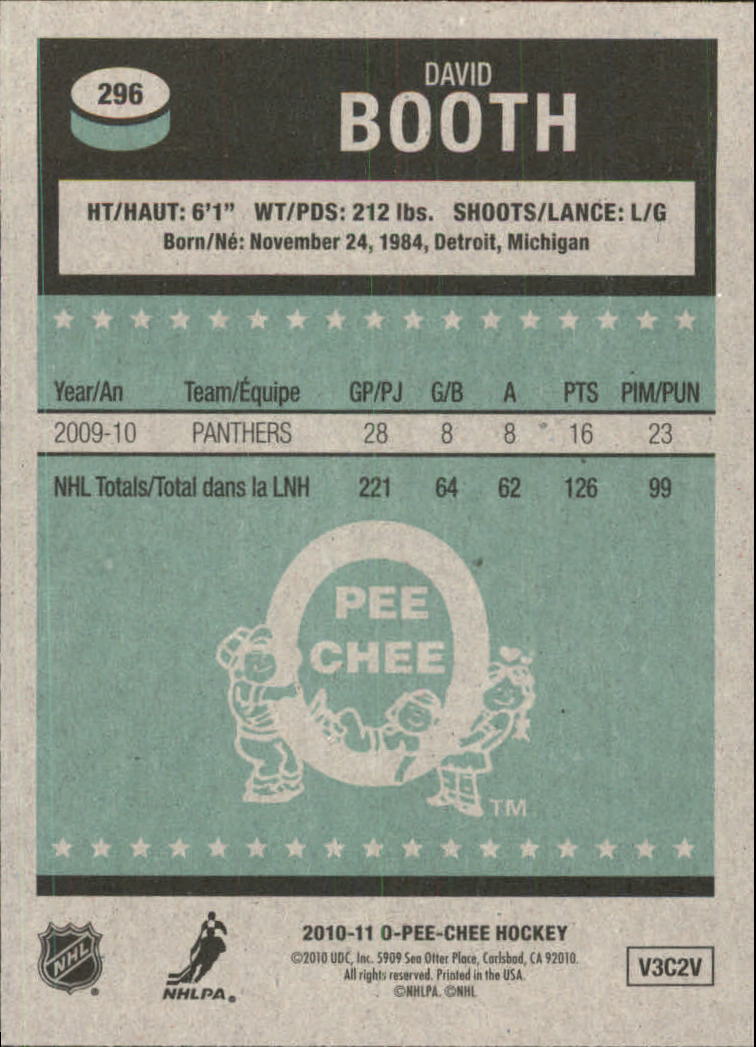 296
DAVID
BOOTH
HT/HAUT: 6'1" WT/PDS: 212 lbs. SHOOTS/LANCE: L/G
Born/Né: November 24, 1984, Detroit, Michigan
Year/An Team/Équipe GP/PJ G/B A PTS PIM/PUN
2009-10 PANTHERS 28 8 8 16 23
NHL Totals/Total dans la LNH 221 64 62 126 99
PEE
CHEE
TM
NHL
NHLPA®
2010-11 O-PEE-CHEE HOCKEY
©2010 UDC, Inc. 5909 Sea Otter Place, Carlsbad, CA 92010.
All rights reserved. Printed in the USA.
©NHLPA. ©NHL
V3C2V